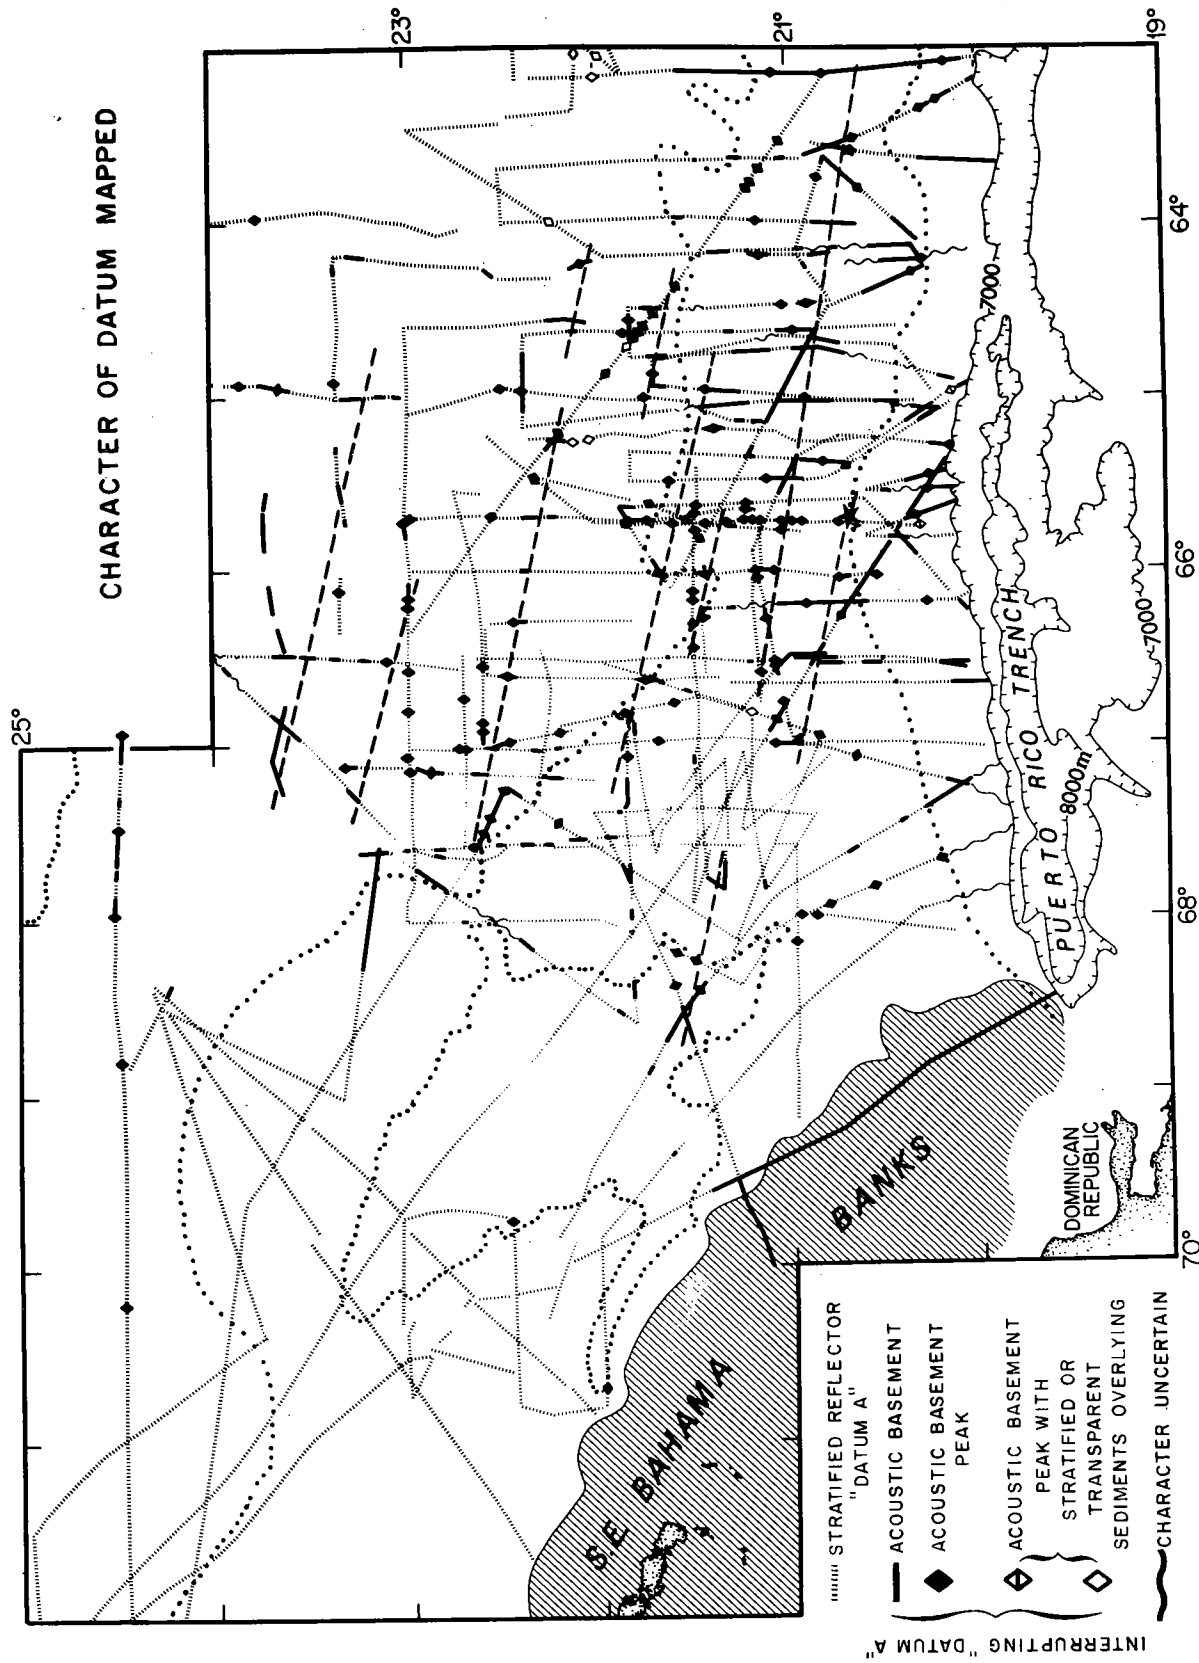 CHARACTER OF DATUM MAPPED
25°
23°
21°
19°
64°
66°
68°
70°
7000
7000
8000m
PUERTO RICO TRENCH
S.E. BAHAMA BANKS
DOMINICAN
REPUBLIC
STRATIFIED REFLECTOR
"DATUM A"
INTERRUPTING "DATUM A"
ACOUSTIC BASEMENT
ACOUSTIC BASEMENT
PEAK
ACOUSTIC BASEMENT
PEAK WITH
STRATIFIED OR
TRANSPARENT
SEDIMENTS OVERLYING
CHARACTER UNCERTAIN